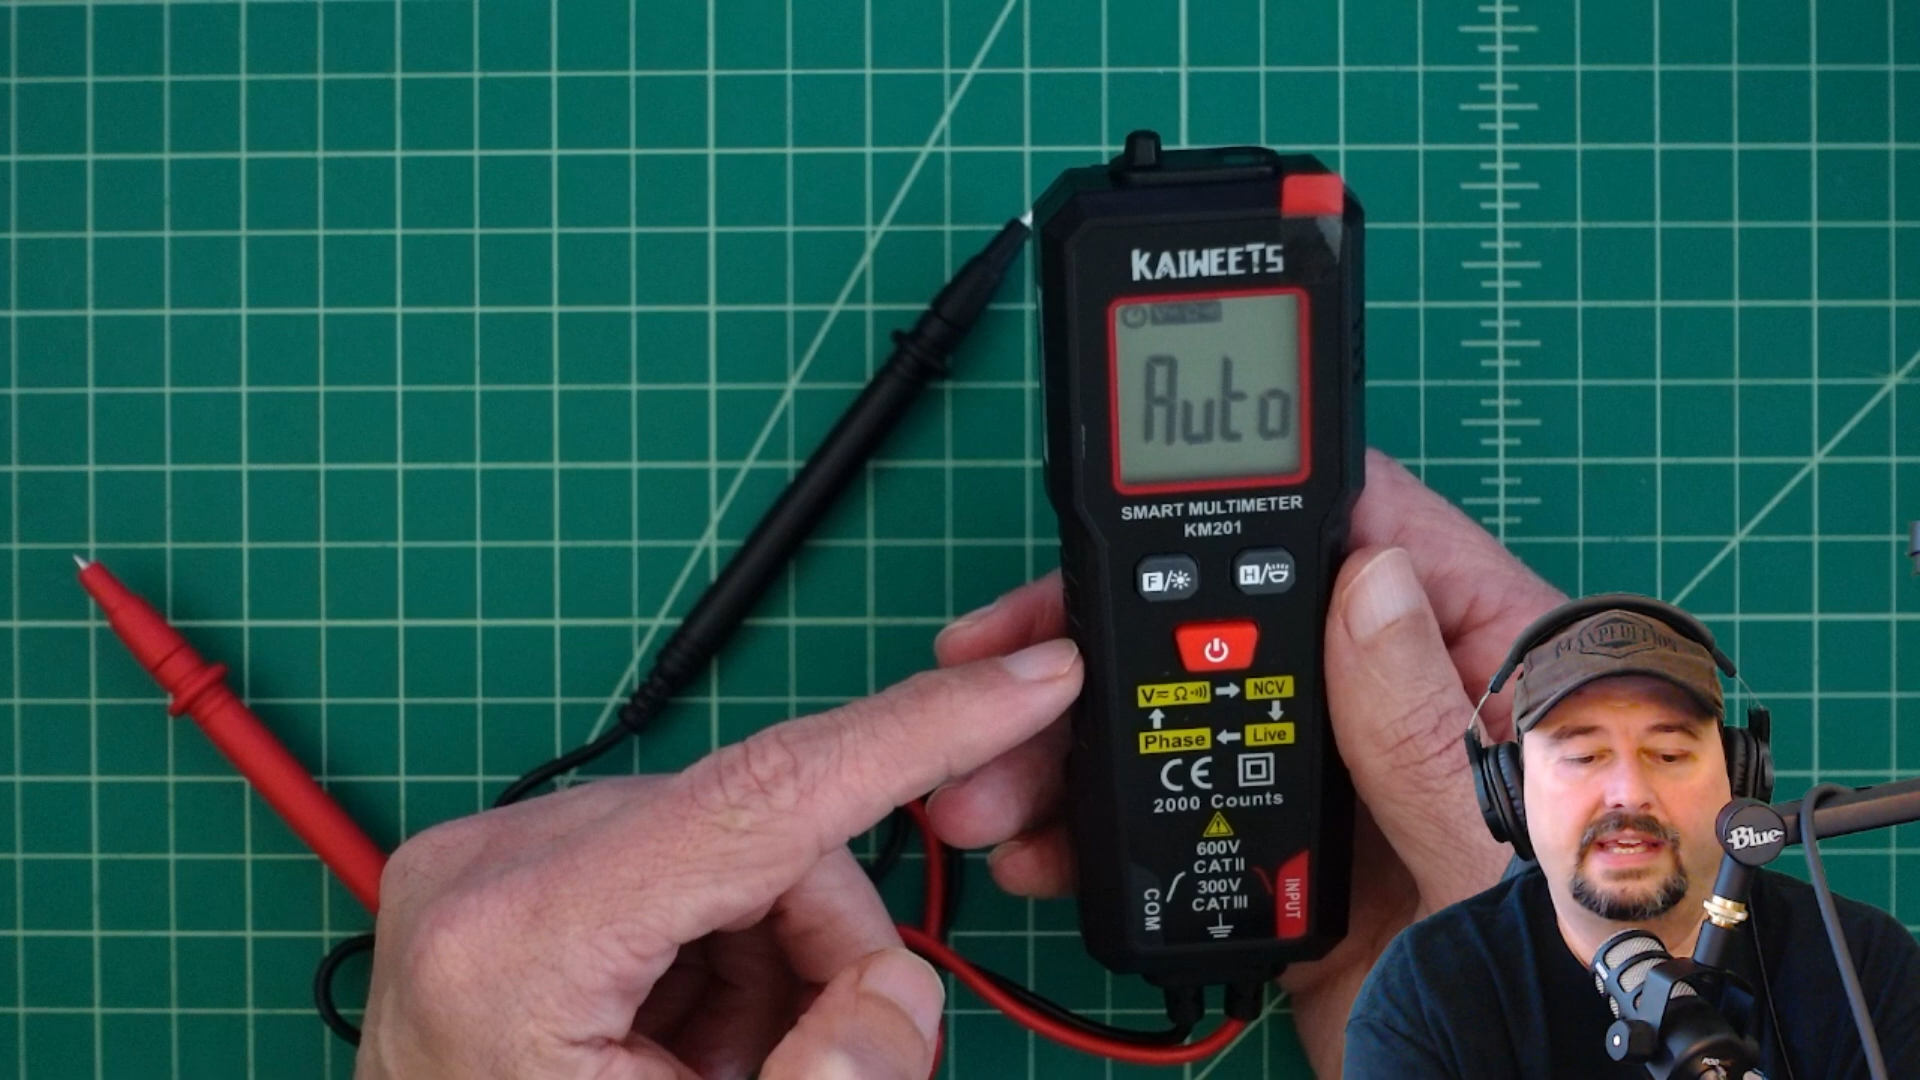 KAIWEETS
Auto
SMART MULTIMETER
KM201
F/ H/
V Ω NCV
Phase Live
CE
2000 Counts
600V
CAT II
300V
CAT III
COM
INPUT
MAXPEDITION
Blue